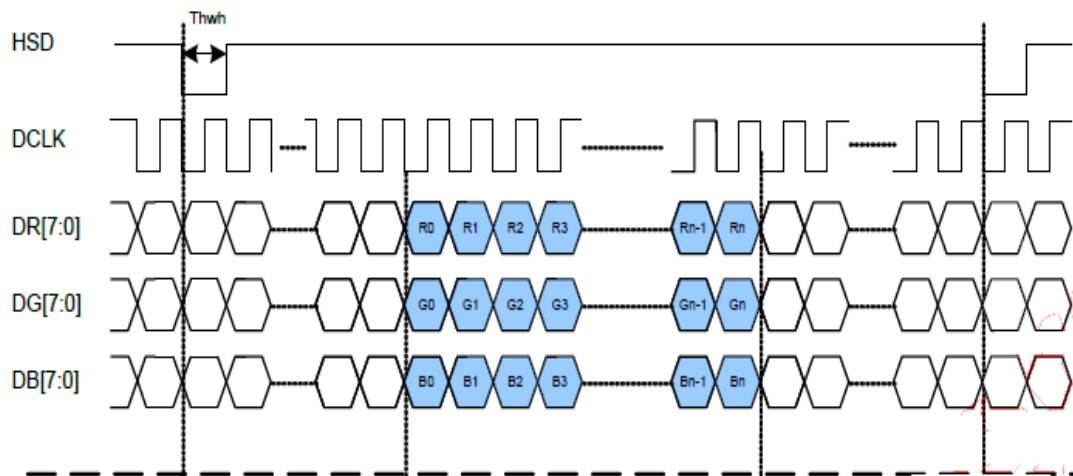 Thwh
HSD
DCLK
DR[7:0] R0 R1 R2 R3 Rn-1 Rn
DG[7:0] G0 G1 G2 G3 Gn-1 Gn
DB[7:0] B0 B1 B2 B3 Bn-1 Bn